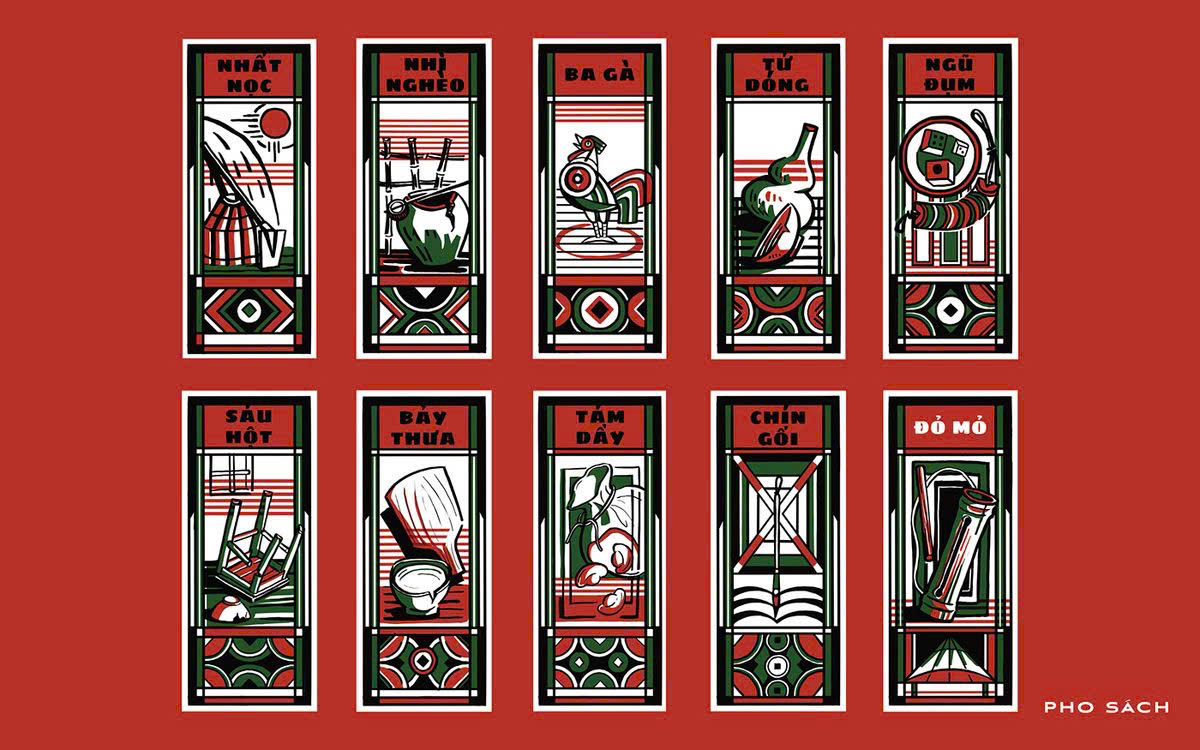 NHẤT
NỌC
NHÌ
NGHÈO
BA GÀ
TỨ
DÓNG
NGŨ
ĐỤM
SÁU
HỘT
BẢY
THƯA
TÁM
DẦY
CHÍN
GỐI
ĐỎ MỎ
PHO SÁCH